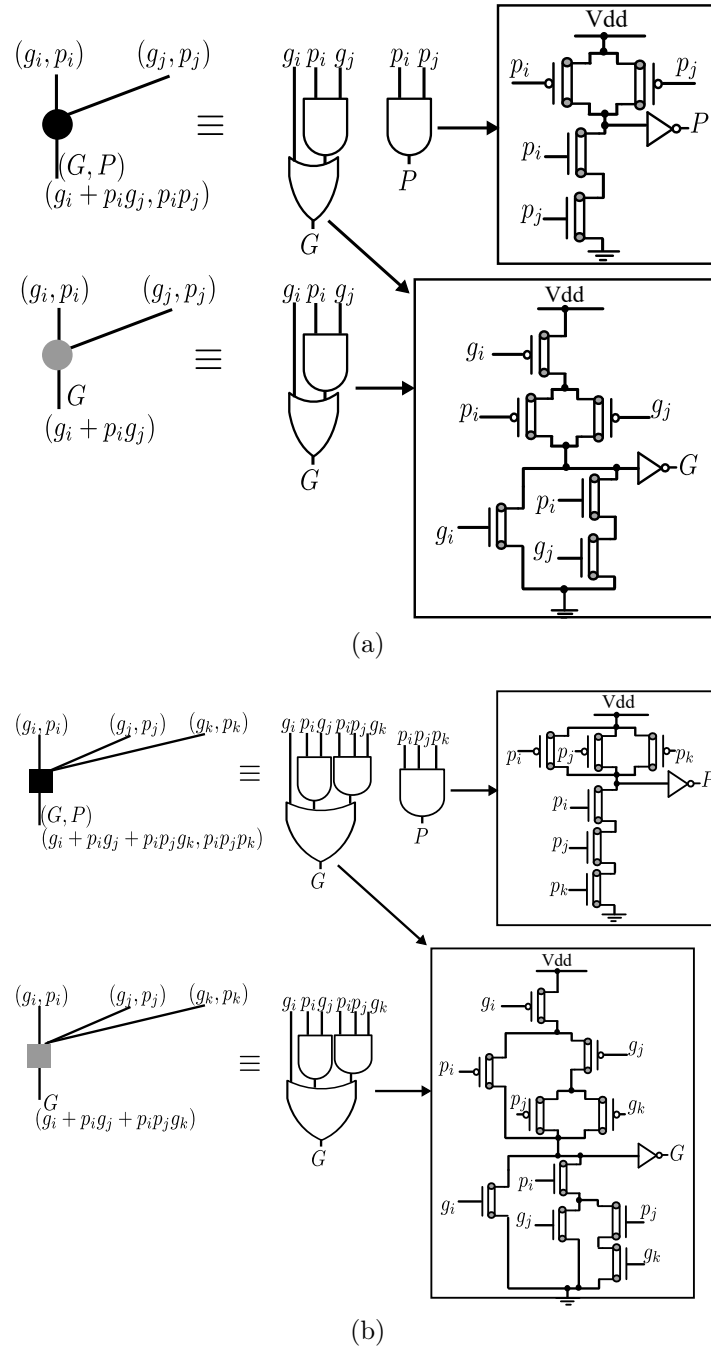 (g_i, p_i) (g_j, p_j)
≡
g_i p_i g_j p_i p_j
(G, P)
(g_i + p_i g_j, p_i p_j)
G
P
Vdd
p_i p_j
P
p_i
p_j
(g_i, p_i) (g_j, p_j)
≡
g_i p_i g_j
G
(g_i + p_i g_j)
G
Vdd
g_i
p_i g_j
G
p_i
g_i
g_j
(a)
(g_i, p_i) (g_j, p_j) (g_k, p_k)
≡
g_i p_i g_j p_i p_j g_k p_i p_j p_k
(G, P)
(g_i + p_i g_j + p_i p_j g_k, p_i p_j p_k)
G
P
Vdd
p_i p_j p_k
P
p_i
p_j
p_k
(g_i, p_i) (g_j, p_j) (g_k, p_k)
≡
g_i p_i g_j p_i p_j g_k
G
(g_i + p_i g_j + p_i p_j g_k)
G
Vdd
g_i
g_j
p_i
p_j g_k
G
p_i
g_i g_j p_j
g_k
(b)